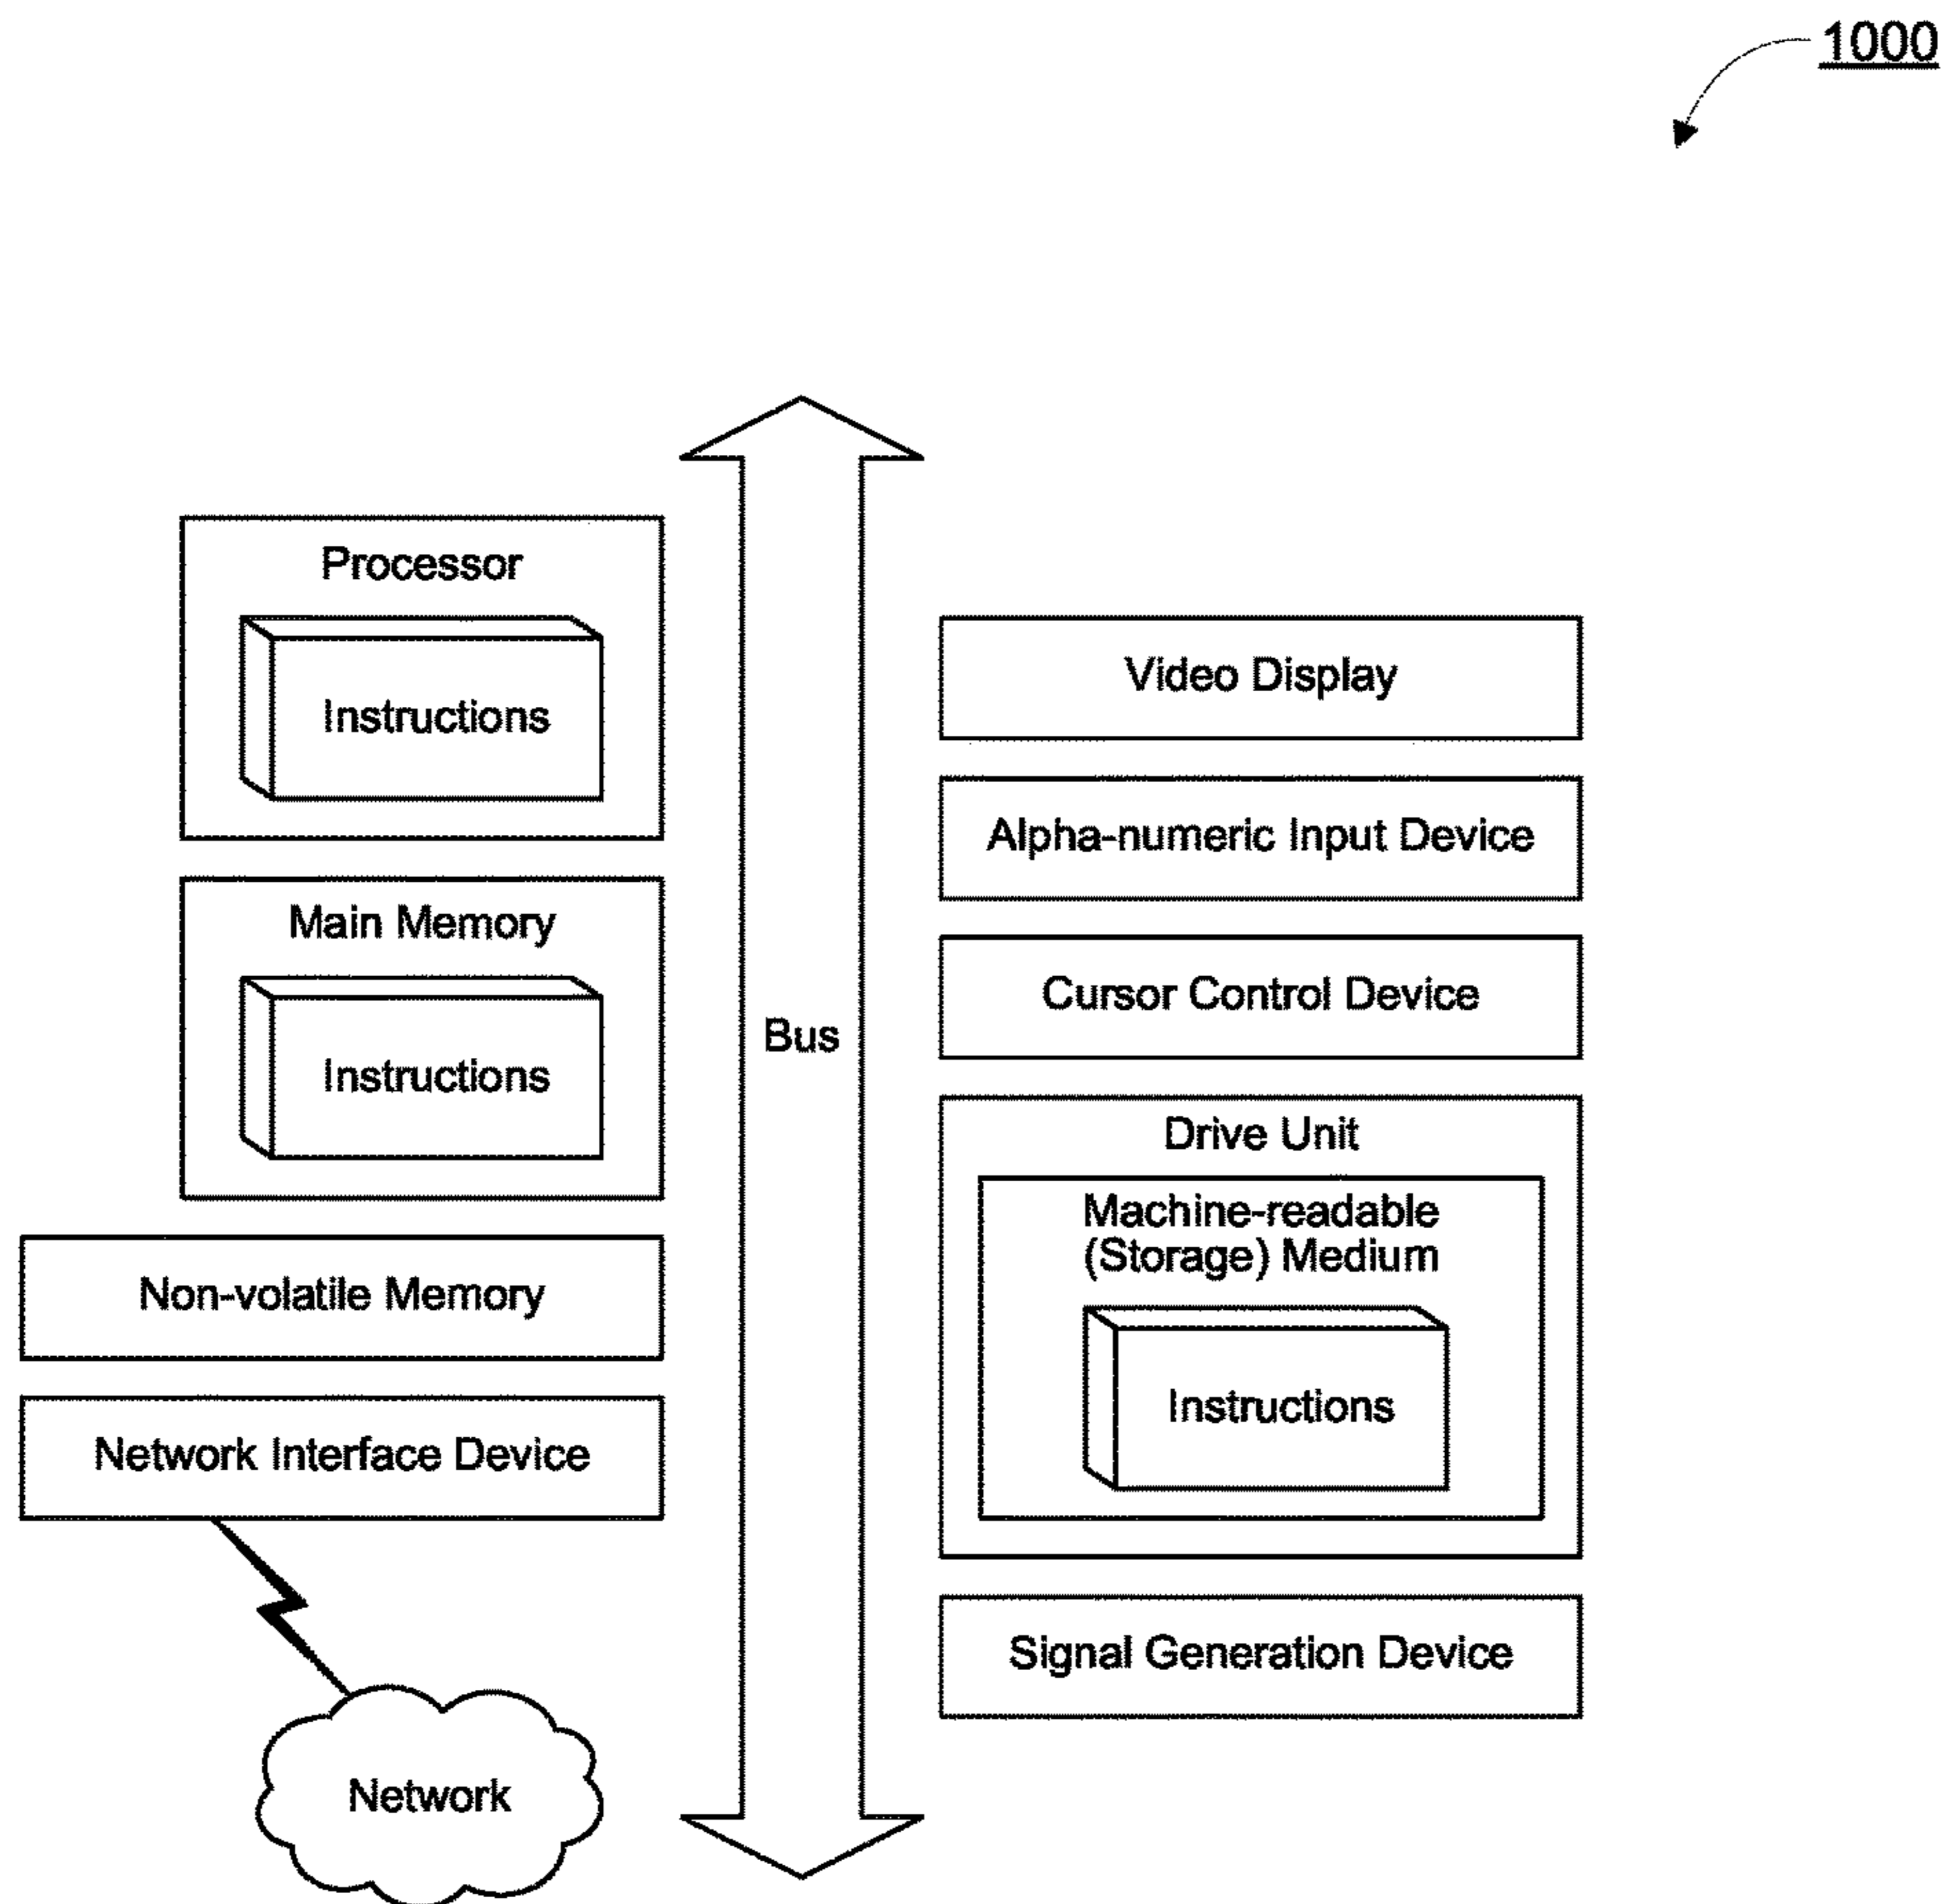 1000
Processor
Instructions
Main Memory
Instructions
Non-volatile Memory
Network Interface Device
Network
Bus
Video Display
Alpha-numeric Input Device
Cursor Control Device
Drive Unit
Machine-readable
(Storage) Medium
Instructions
Signal Generation Device